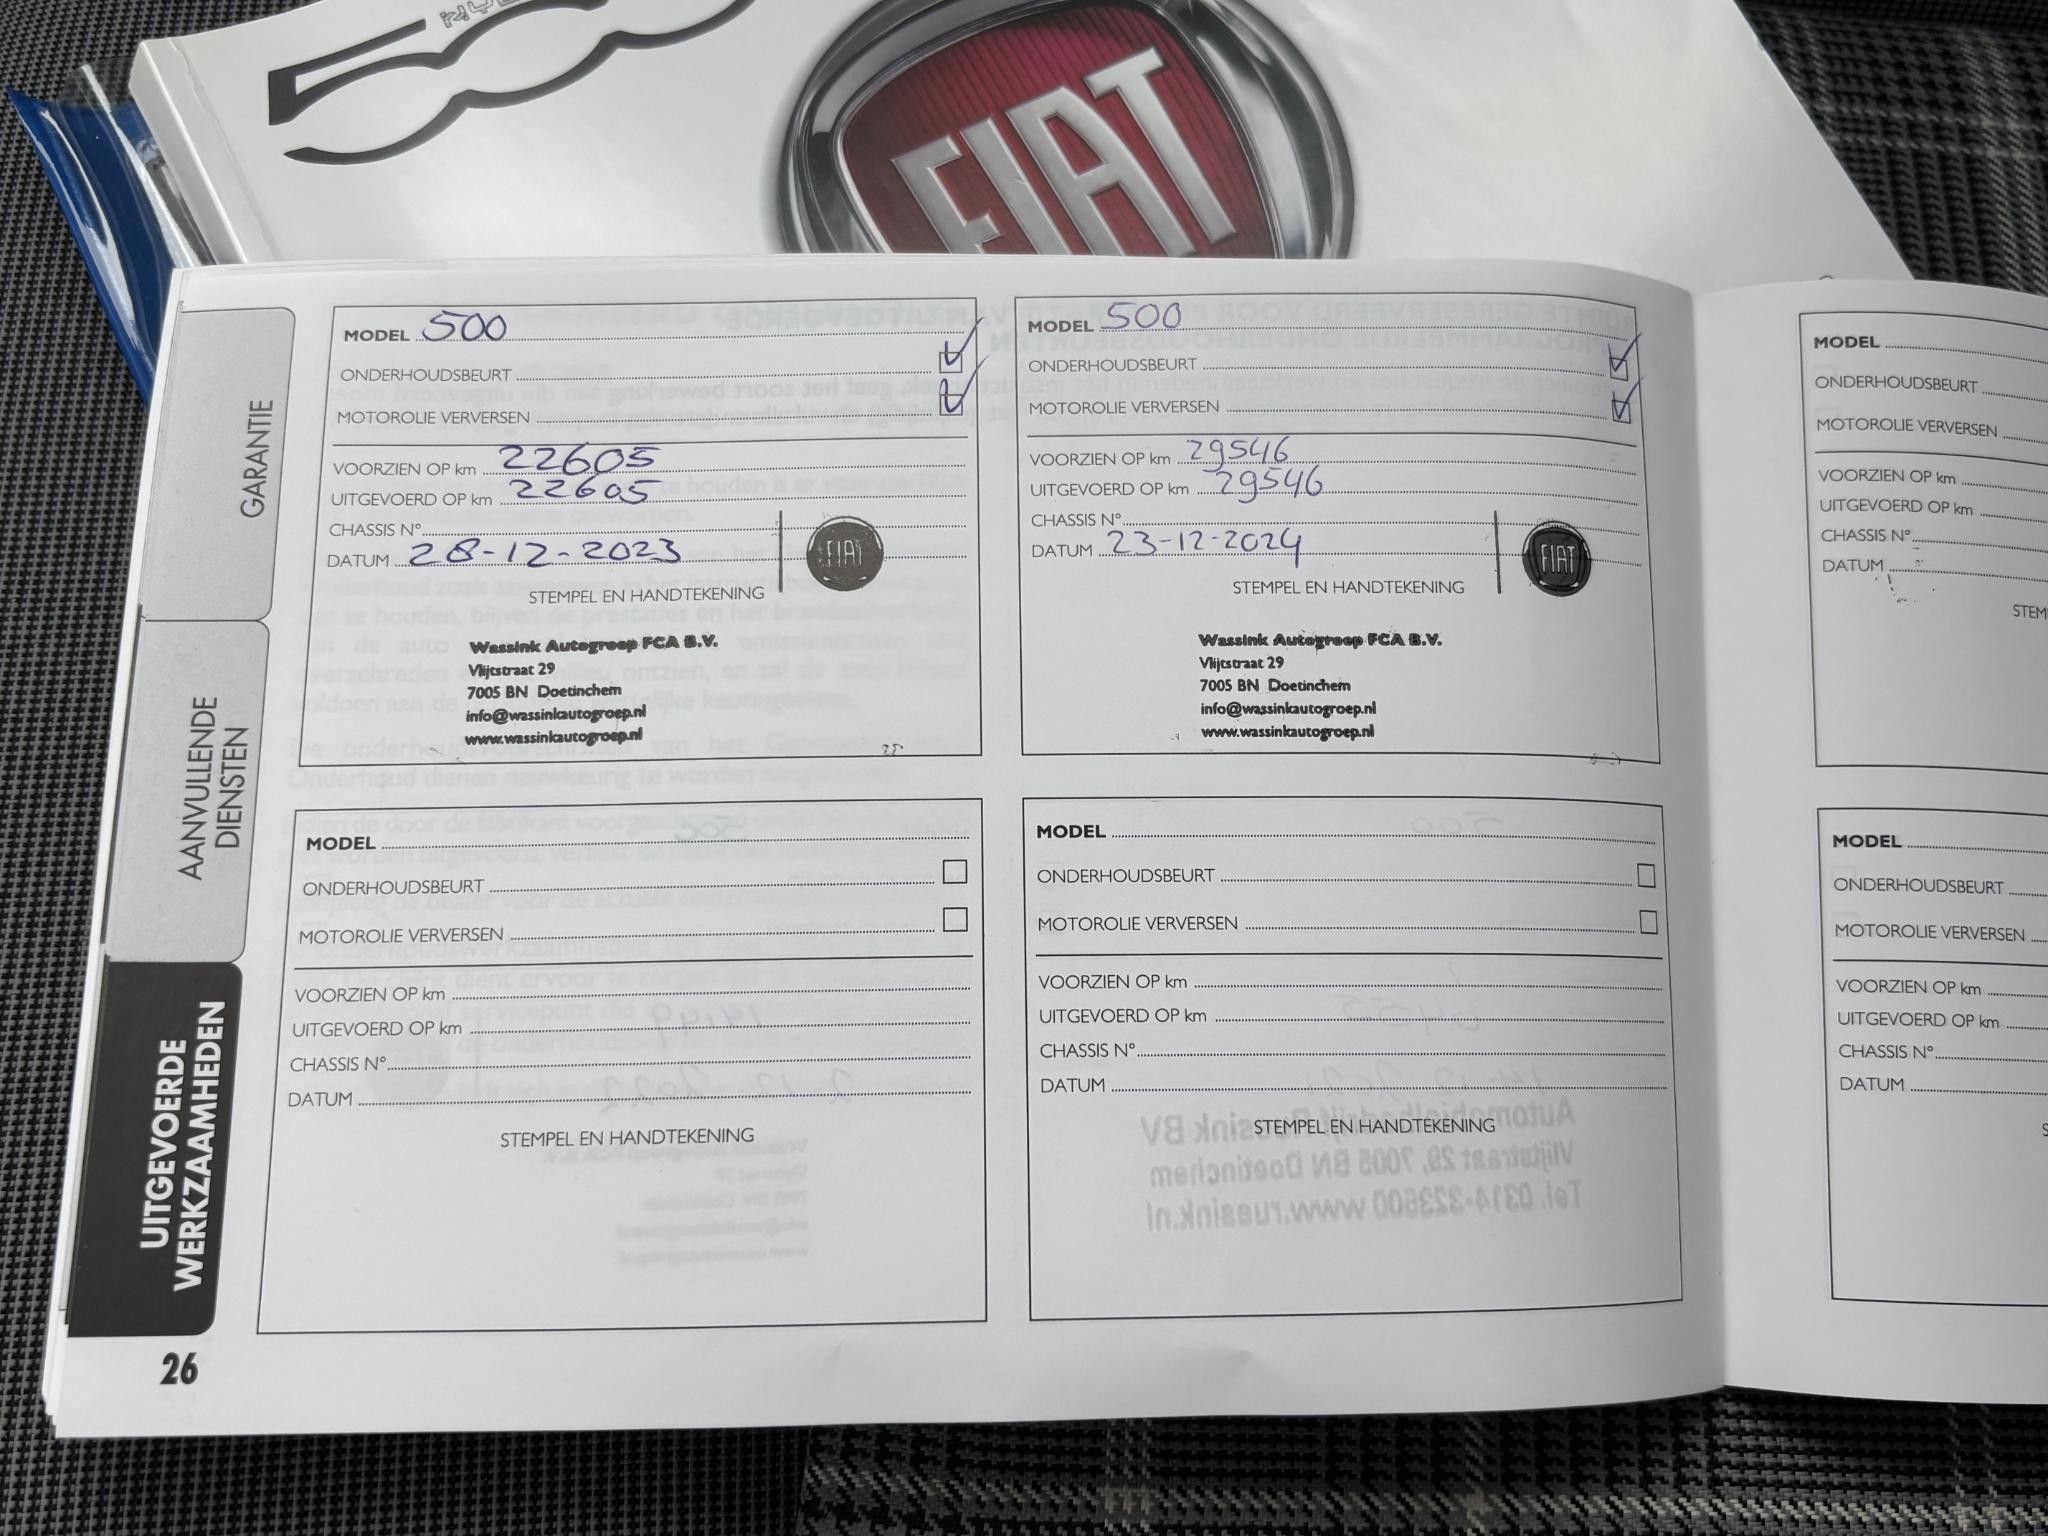 FIAT
GARANTIE
AANVULLENDE
DIENSTEN
UITGEVOERDE
WERKZAAMHEDEN
26
MODEL 500
ONDERHOUDSBEURT
MOTOROLIE VERVERSEN
VOORZIEN OP km 22605
UITGEVOERD OP km 22605
CHASSIS N°
DATUM 28-12-2023
FIAT
STEMPEL EN HANDTEKENING
Wassink Autogroep FCA B.V.
Vlijtstraat 29
7005 BN Doetinchem
info@wassinkautogroep.nl
www.wassinkautogroep.nl
MODEL 500
ONDERHOUDSBEURT
MOTOROLIE VERVERSEN
VOORZIEN OP km 29546
UITGEVOERD OP km 29546
CHASSIS N°
DATUM 23-12-2024
FIAT
STEMPEL EN HANDTEKENING
Wassink Autogroep FCA B.V.
Vlijtstraat 29
7005 BN Doetinchem
info@wassinkautogroep.nl
www.wassinkautogroep.nl
MODEL
ONDERHOUDSBEURT
MOTOROLIE VERVERSEN
VOORZIEN OP km
UITGEVOERD OP km
CHASSIS N°
DATUM
STEMPEL EN HANDTEKENING
MODEL
ONDERHOUDSBEURT
MOTOROLIE VERVERSEN
VOORZIEN OP km
UITGEVOERD OP km
CHASSIS N°
DATUM
STEMPEL EN HANDTEKENING
MODEL
ONDERHOUDSBEURT
MOTOROLIE VERVERSEN
VOORZIEN OP km
UITGEVOERD OP km
CHASSIS N°
DATUM
STEM
MODEL
ONDERHOUDSBEURT
MOTOROLIE VERVERSEN
VOORZIEN OP km
UITGEVOERD OP km
CHASSIS N°
DATUM
S